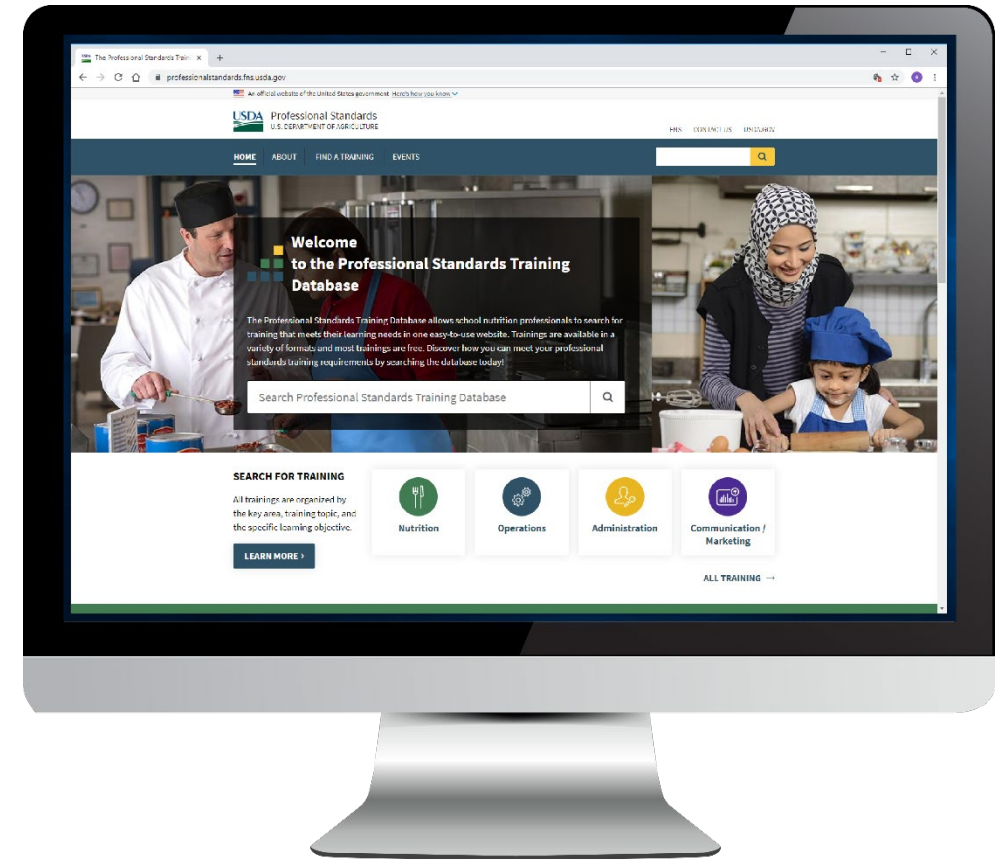 The Professional Standards Train
professionalstandards.fns.usda.gov
An official website of the United States government Here's how you know
USDA Professional Standards
U.S. DEPARTMENT OF AGRICULTURE
CONTACT US USDA.GOV
HOME ABOUT FIND A TRAINING EVENTS
Welcome
to the Professional Standards Training
Database
The Professional Standards Training Database allows school nutrition professionals to search for
training that meets their learning needs in one easy-to-use website. Trainings are available in a
variety of formats and most trainings are free. Discover how you can meet your professional
standards training requirements by searching the database today!
Search Professional Standards Training Database
SEARCH FOR TRAINING
All trainings are organized by
the key area, training topic, and
the specific learning objective.
LEARN MORE ›
Nutrition
Operations
Administration
Communication /
Marketing
ALL TRAINING →